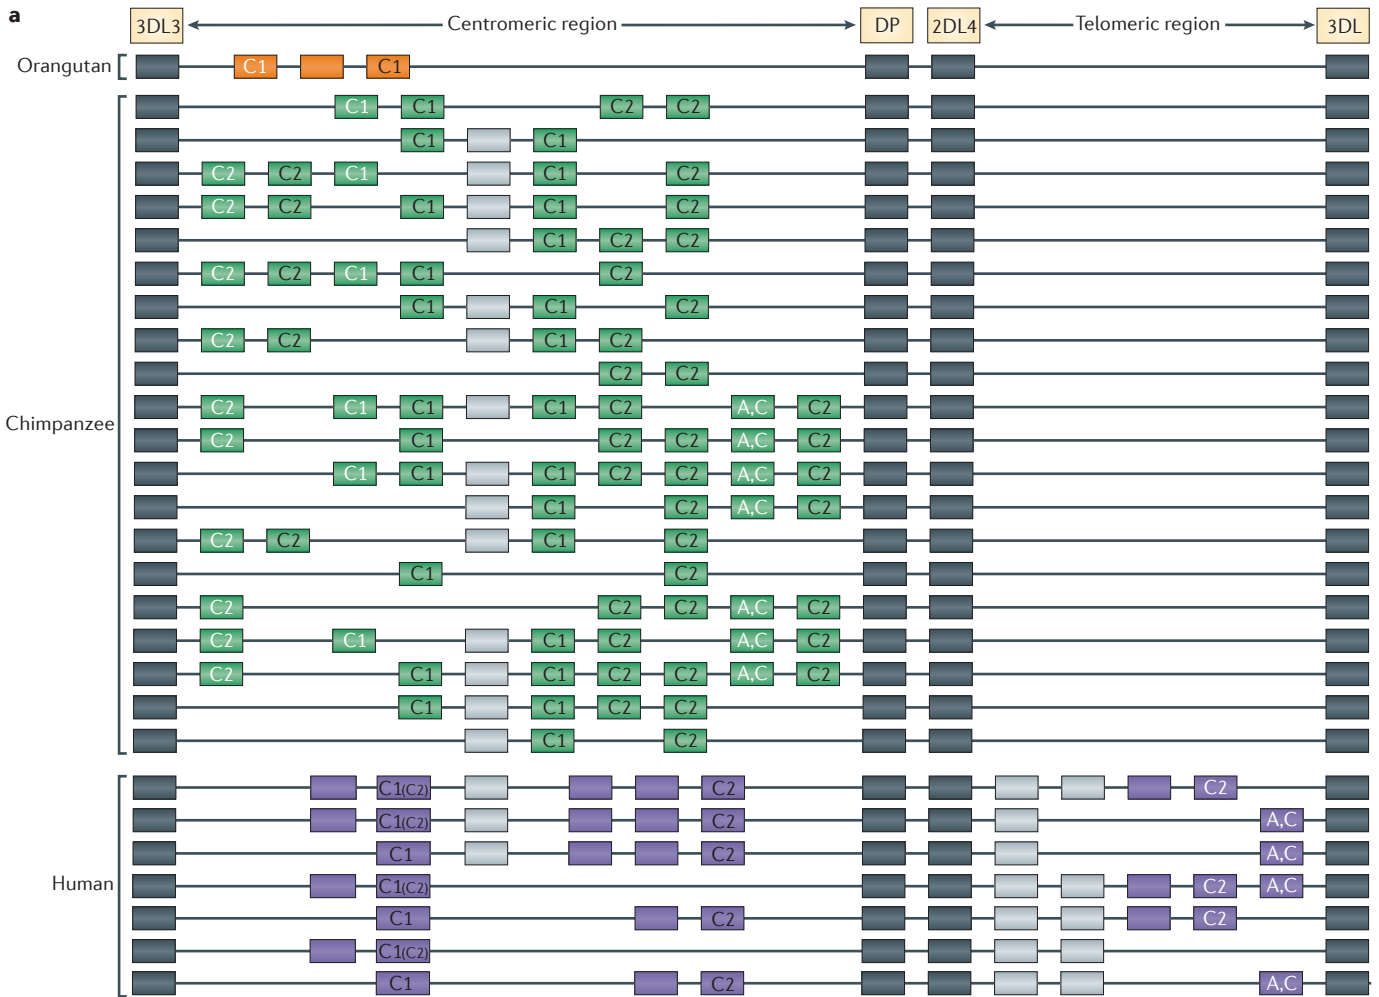 a
3DL3 Centromeric region DP 2DL4 Telomeric region 3DL
Orangutan C1 C1
C1 C1 C2 C2
C1 C1
C2 C2 C1 C1 C2
C2 C2 C1 C1 C2
C1 C2 C2
C2 C2 C1 C1 C2
C1 C1 C2
C2 C2 C1 C2
C2 C2
Chimpanzee
C2 C1 C1 C1 C2 A,C C2
C2 C1 C2 C2 A,C C2
C1 C1 C1 C2 C2 A,C C2
C1 C2 A,C C2
C2 C2 C1 C2
C1 C2
C2 C2 C2 A,C C2
C2 C1 C1 C2 A,C C2
C2 C1 C1 C2 C2 A,C C2
C1 C1 C2 C2
C1 C2
C1(C2) C2 C2
C1(C2) C2 A,C
C1 C2 A,C
Human C1(C2) C2 A,C
C1 C2 C2
C1(C2)
C1 C2 A,C